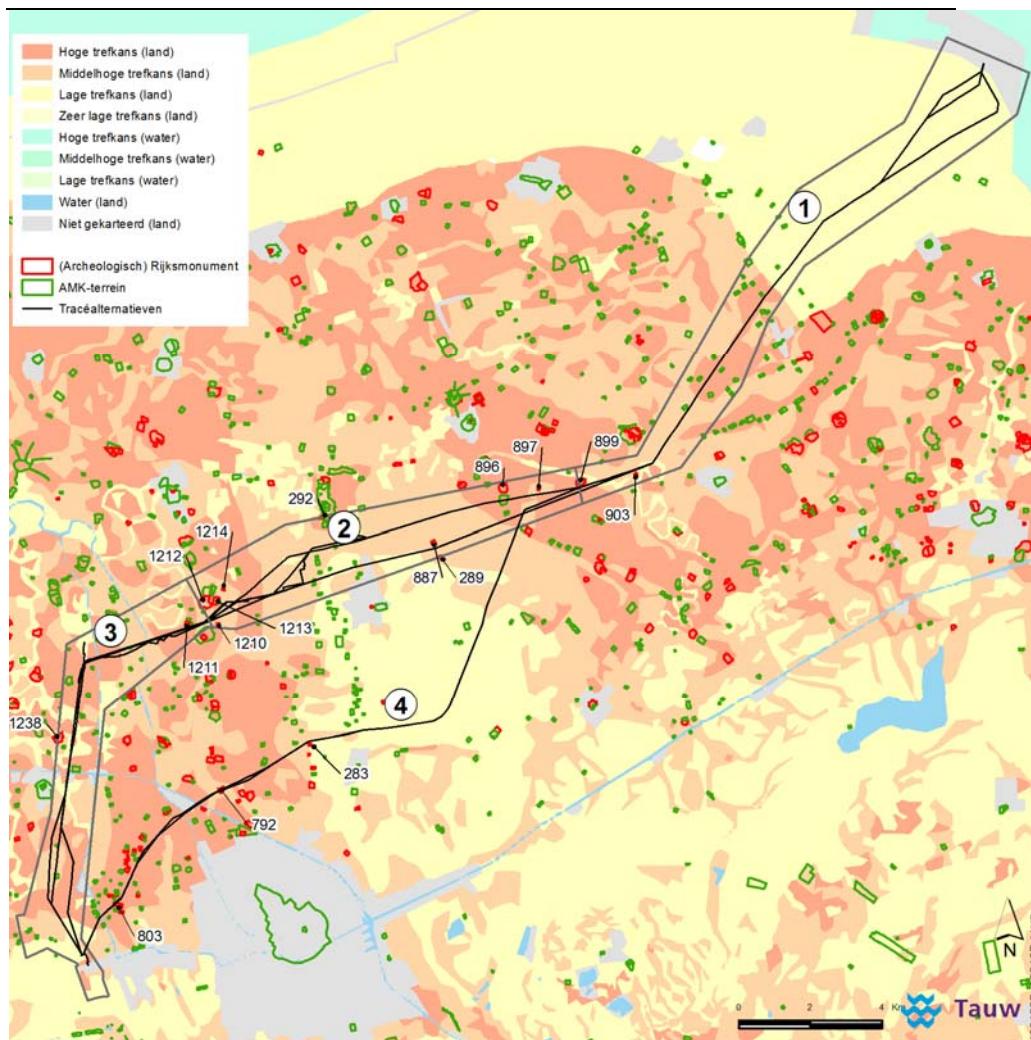 Hoge trefkans (land)
Middelhoge trefkans (land)
Lage trefkans (land)
Zeer lage trefkans (land)
Hoge trefkans (water)
Middelhoge trefkans (water)
Lage trefkans (water)
Water (land)
Niet gekarteerd (land)
(Archeologisch) Rijksmonument
AMK-terrein
Tracéalternatieven
1
897
899
896
292
903
2
1214
1212
887
289
3
1213
1210
1211
4
1238
283
792
803
N
0 2 4 Km
Tauw